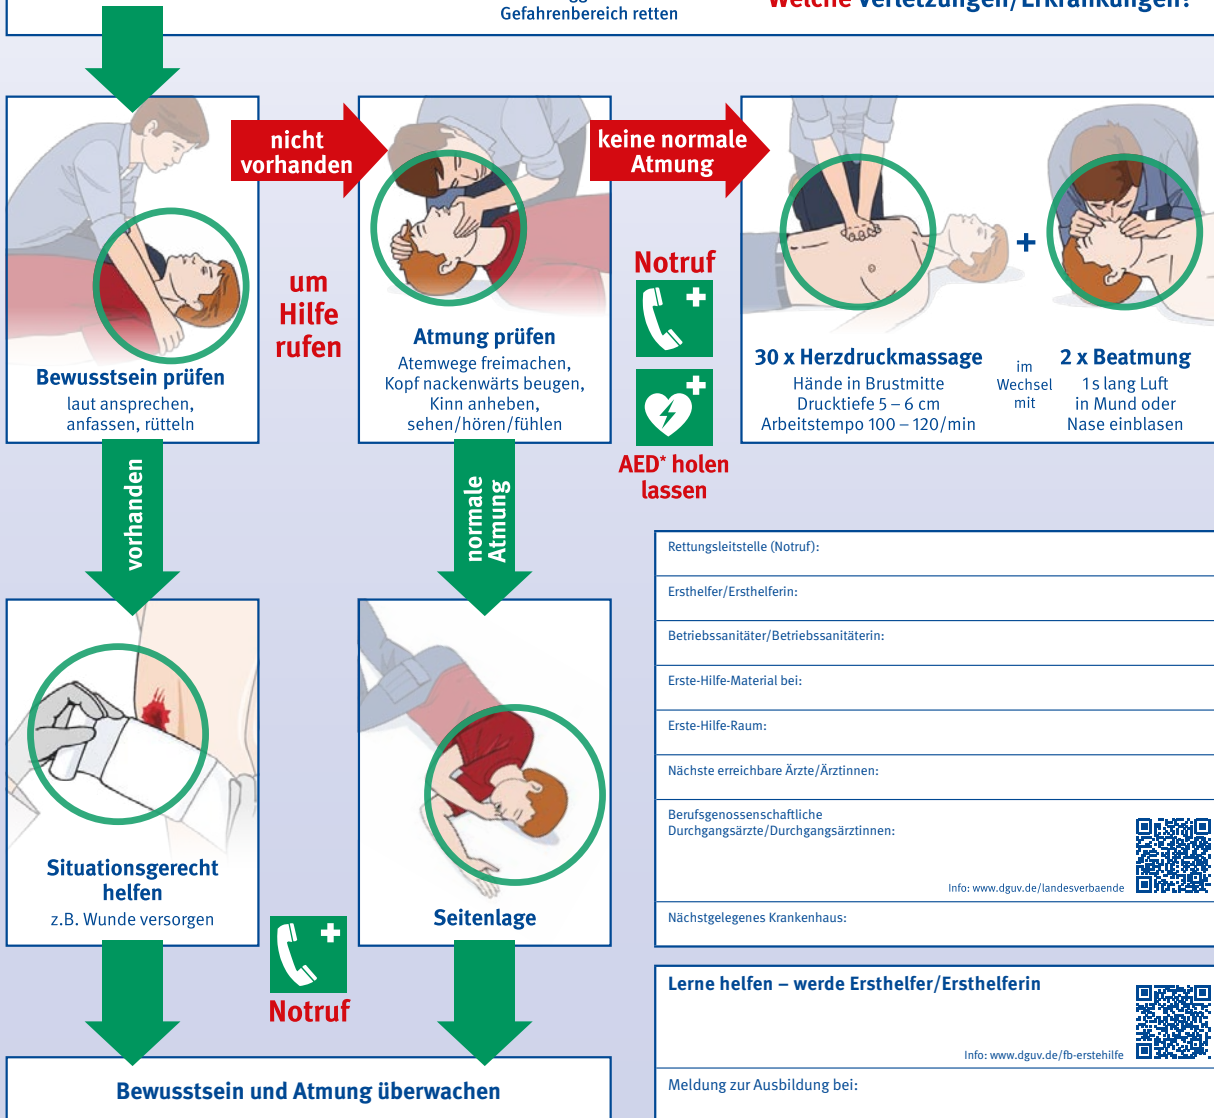 Gefahrenbereich retten
Welche Verletzungen/Erkrankungen?
nicht
vorhanden
keine normale
Atmung
um
Hilfe
rufen
Notruf
AED* holen
lassen
Bewusstsein prüfen
laut ansprechen,
anfassen, rütteln
Atmung prüfen
Atemwege freimachen,
Kopf nackenwärts beugen,
Kinn anheben,
sehen/hören/fühlen
30 x Herzdruckmassage
Hände in Brustmitte
Drucktiefe 5 – 6 cm
Arbeitstempo 100 – 120/min
+
im
Wechsel
mit
2 x Beatmung
1 s lang Luft
in Mund oder
Nase einblasen
vorhanden
normale
Atmung
Situationsgerecht
helfen
z.B. Wunde versorgen
Seitenlage
Notruf
Bewusstsein und Atmung überwachen
Rettungsleitstelle (Notruf):
Ersthelfer/Ersthelferin:
Betriebssanitäter/Betriebssanitäterin:
Erste-Hilfe-Material bei:
Erste-Hilfe-Raum:
Nächste erreichbare Ärzte/Ärztinnen:
Berufsgenossenschaftliche
Durchgangsärzte/Durchgangsärztinnen:
Info: www.dguv.de/landesverbaende
Nächstgelegenes Krankenhaus:
Lerne helfen – werde Ersthelfer/Ersthelferin
Info: www.dguv.de/fb-erstehilfe
Meldung zur Ausbildung bei: